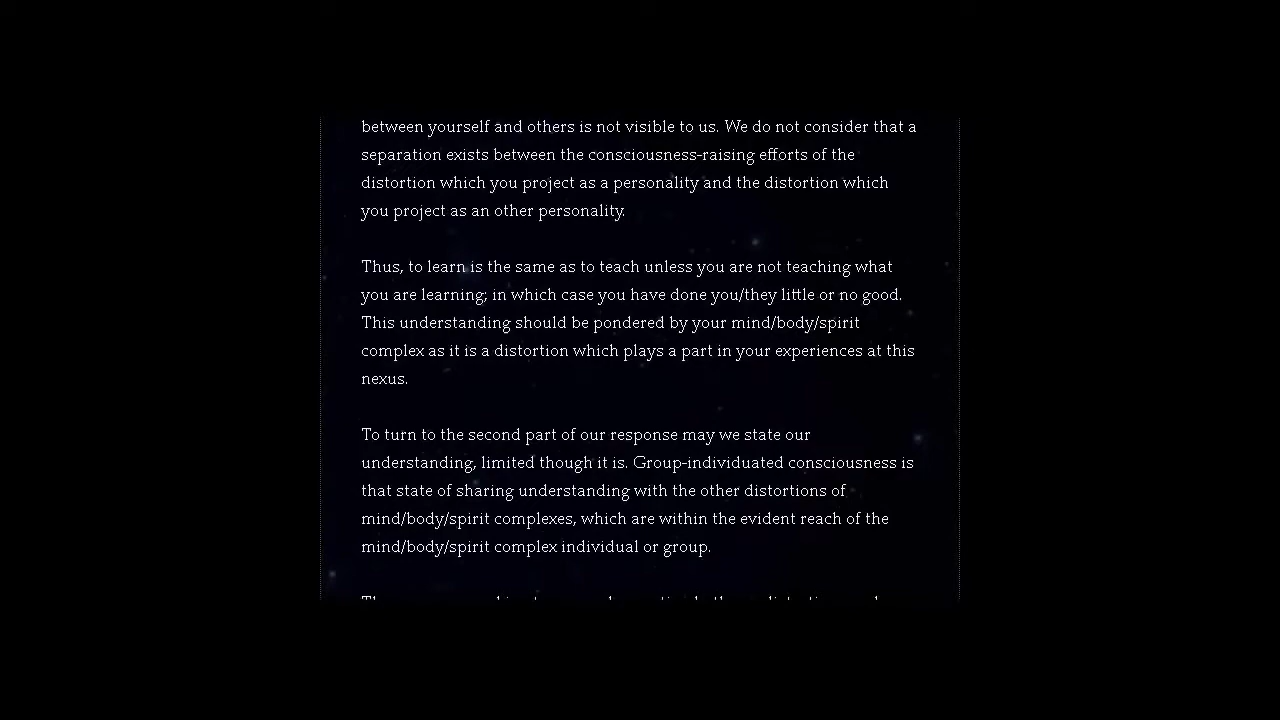 between yourself and others is not visible to us. We do not consider that a
separation exists between the consciousness-raising efforts of the
distortion which you project as a personality and the distortion which
you project as an other personality.
Thus, to learn is the same as to teach unless you are not teaching what
you are learning; in which case you have done you/they little or no good.
This understanding should be pondered by your mind/body/spirit
complex as it is a distortion which plays a part in your experiences at this
nexus.
To turn to the second part of our response may we state our
understanding, limited though it is. Group-individuated consciousness is
that state of sharing understanding with the other distortions of
mind/body/spirit complexes, which are within the evident reach of the
mind/body/spirit complex individual or group.